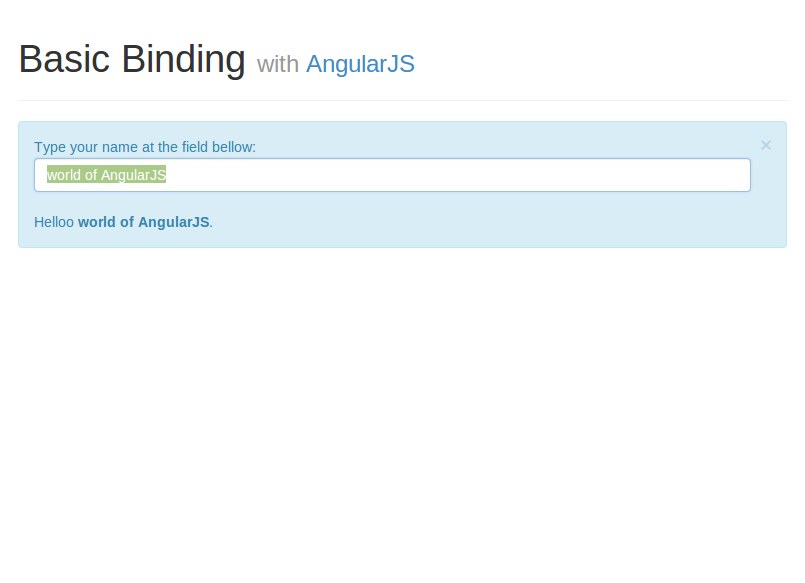 Basic Binding with AngularJS
Type your name at the field bellow:
×
world of AngularJS
Helloo world of AngularJS.